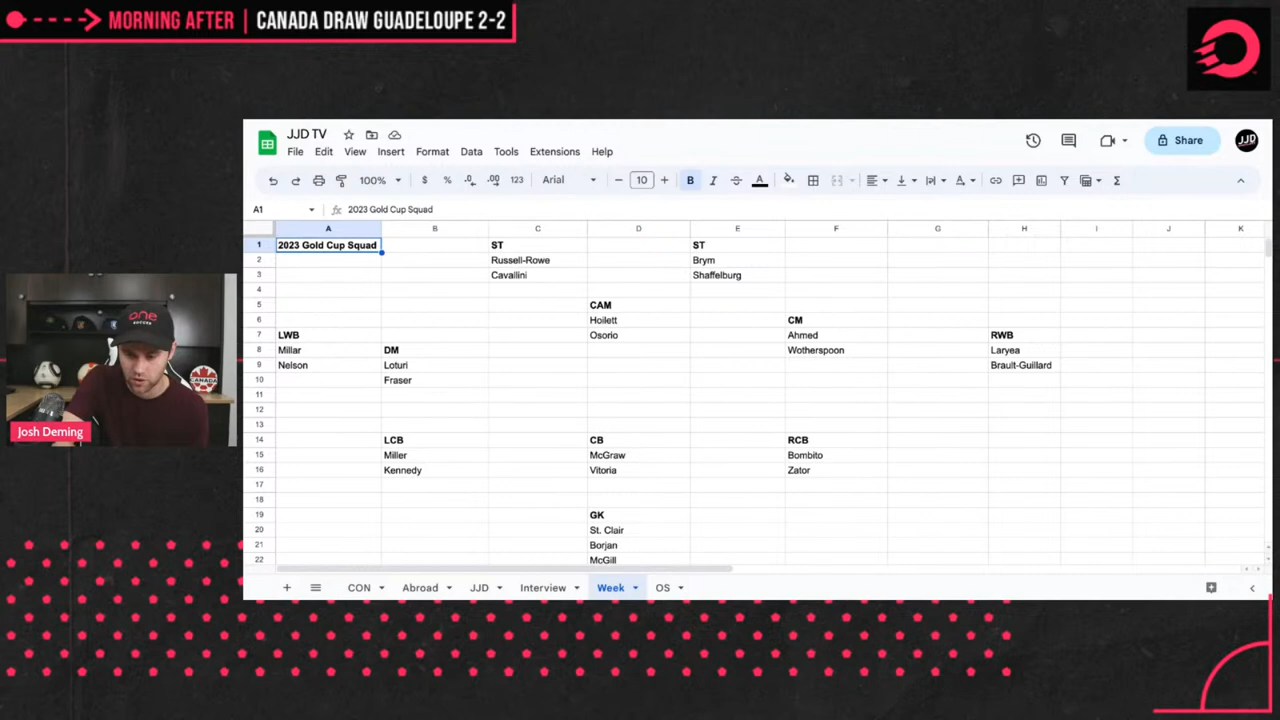 MORNING AFTER | CANADA DRAW GUADELOUPE 2-2
JJD TV
File Edit View Insert Format Data Tools Extensions Help
Share
JJD
100% $ % .0 .00 123 Arial 10 B I S A Σ
A1 fx 2023 Gold Cup Squad
A B C D E F G H I J K
1 2023 Gold Cup Squad ST ST
2 Russell-Rowe Brym
3 Cavallini Shaffelburg
4
5 CAM
6 Hoilett CM
7 LWB Osorio Ahmed RWB
8 Millar DM Wotherspoon Laryea
9 Nelson Loturi Brault-Guillard
10 Fraser
11
12
13
14 LCB CB RCB
15 Miller McGraw Bombito
16 Kennedy Vitoria Zator
17
18
19 GK
20 St. Clair
21 Borjan
22 McGill
+ CON Abroad JJD Interview Week OS
one
CANADA
Josh Deming